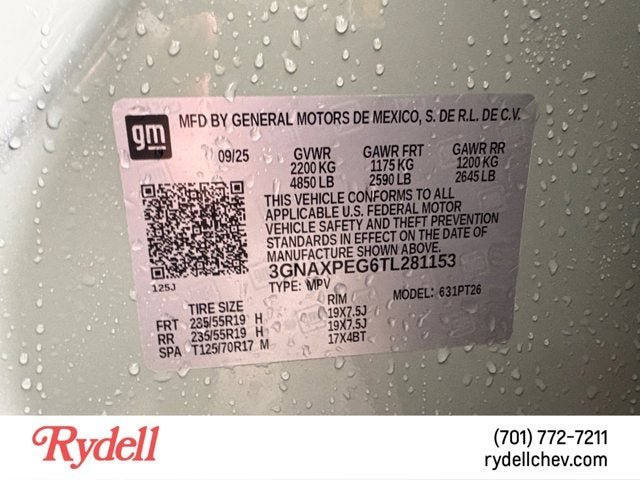 gm
MFD BY GENERAL MOTORS DE MEXICO, S. DE R.L. DE C.V.
09/25 GVWR GAWR FRT GAWR RR
2200 KG 1175 KG 1200 KG
4850 LB 2590 LB 2645 LB
THIS VEHICLE CONFORMS TO ALL
APPLICABLE U.S. FEDERAL MOTOR
VEHICLE SAFETY AND THEFT PREVENTION
STANDARDS IN EFFECT ON THE DATE OF
MANUFACTURE SHOWN ABOVE.
3GNAXPEG6TL281153
125J
TYPE: MPV MODEL: 631PT26
TIRE SIZE RIM
FRT 235/55R19 H 19X7.5J
RR 235/55R19 H 19X7.5J
SPA T125/70R17 M 17X4BT
Rydell
(701) 772-7211
rydellchev.com